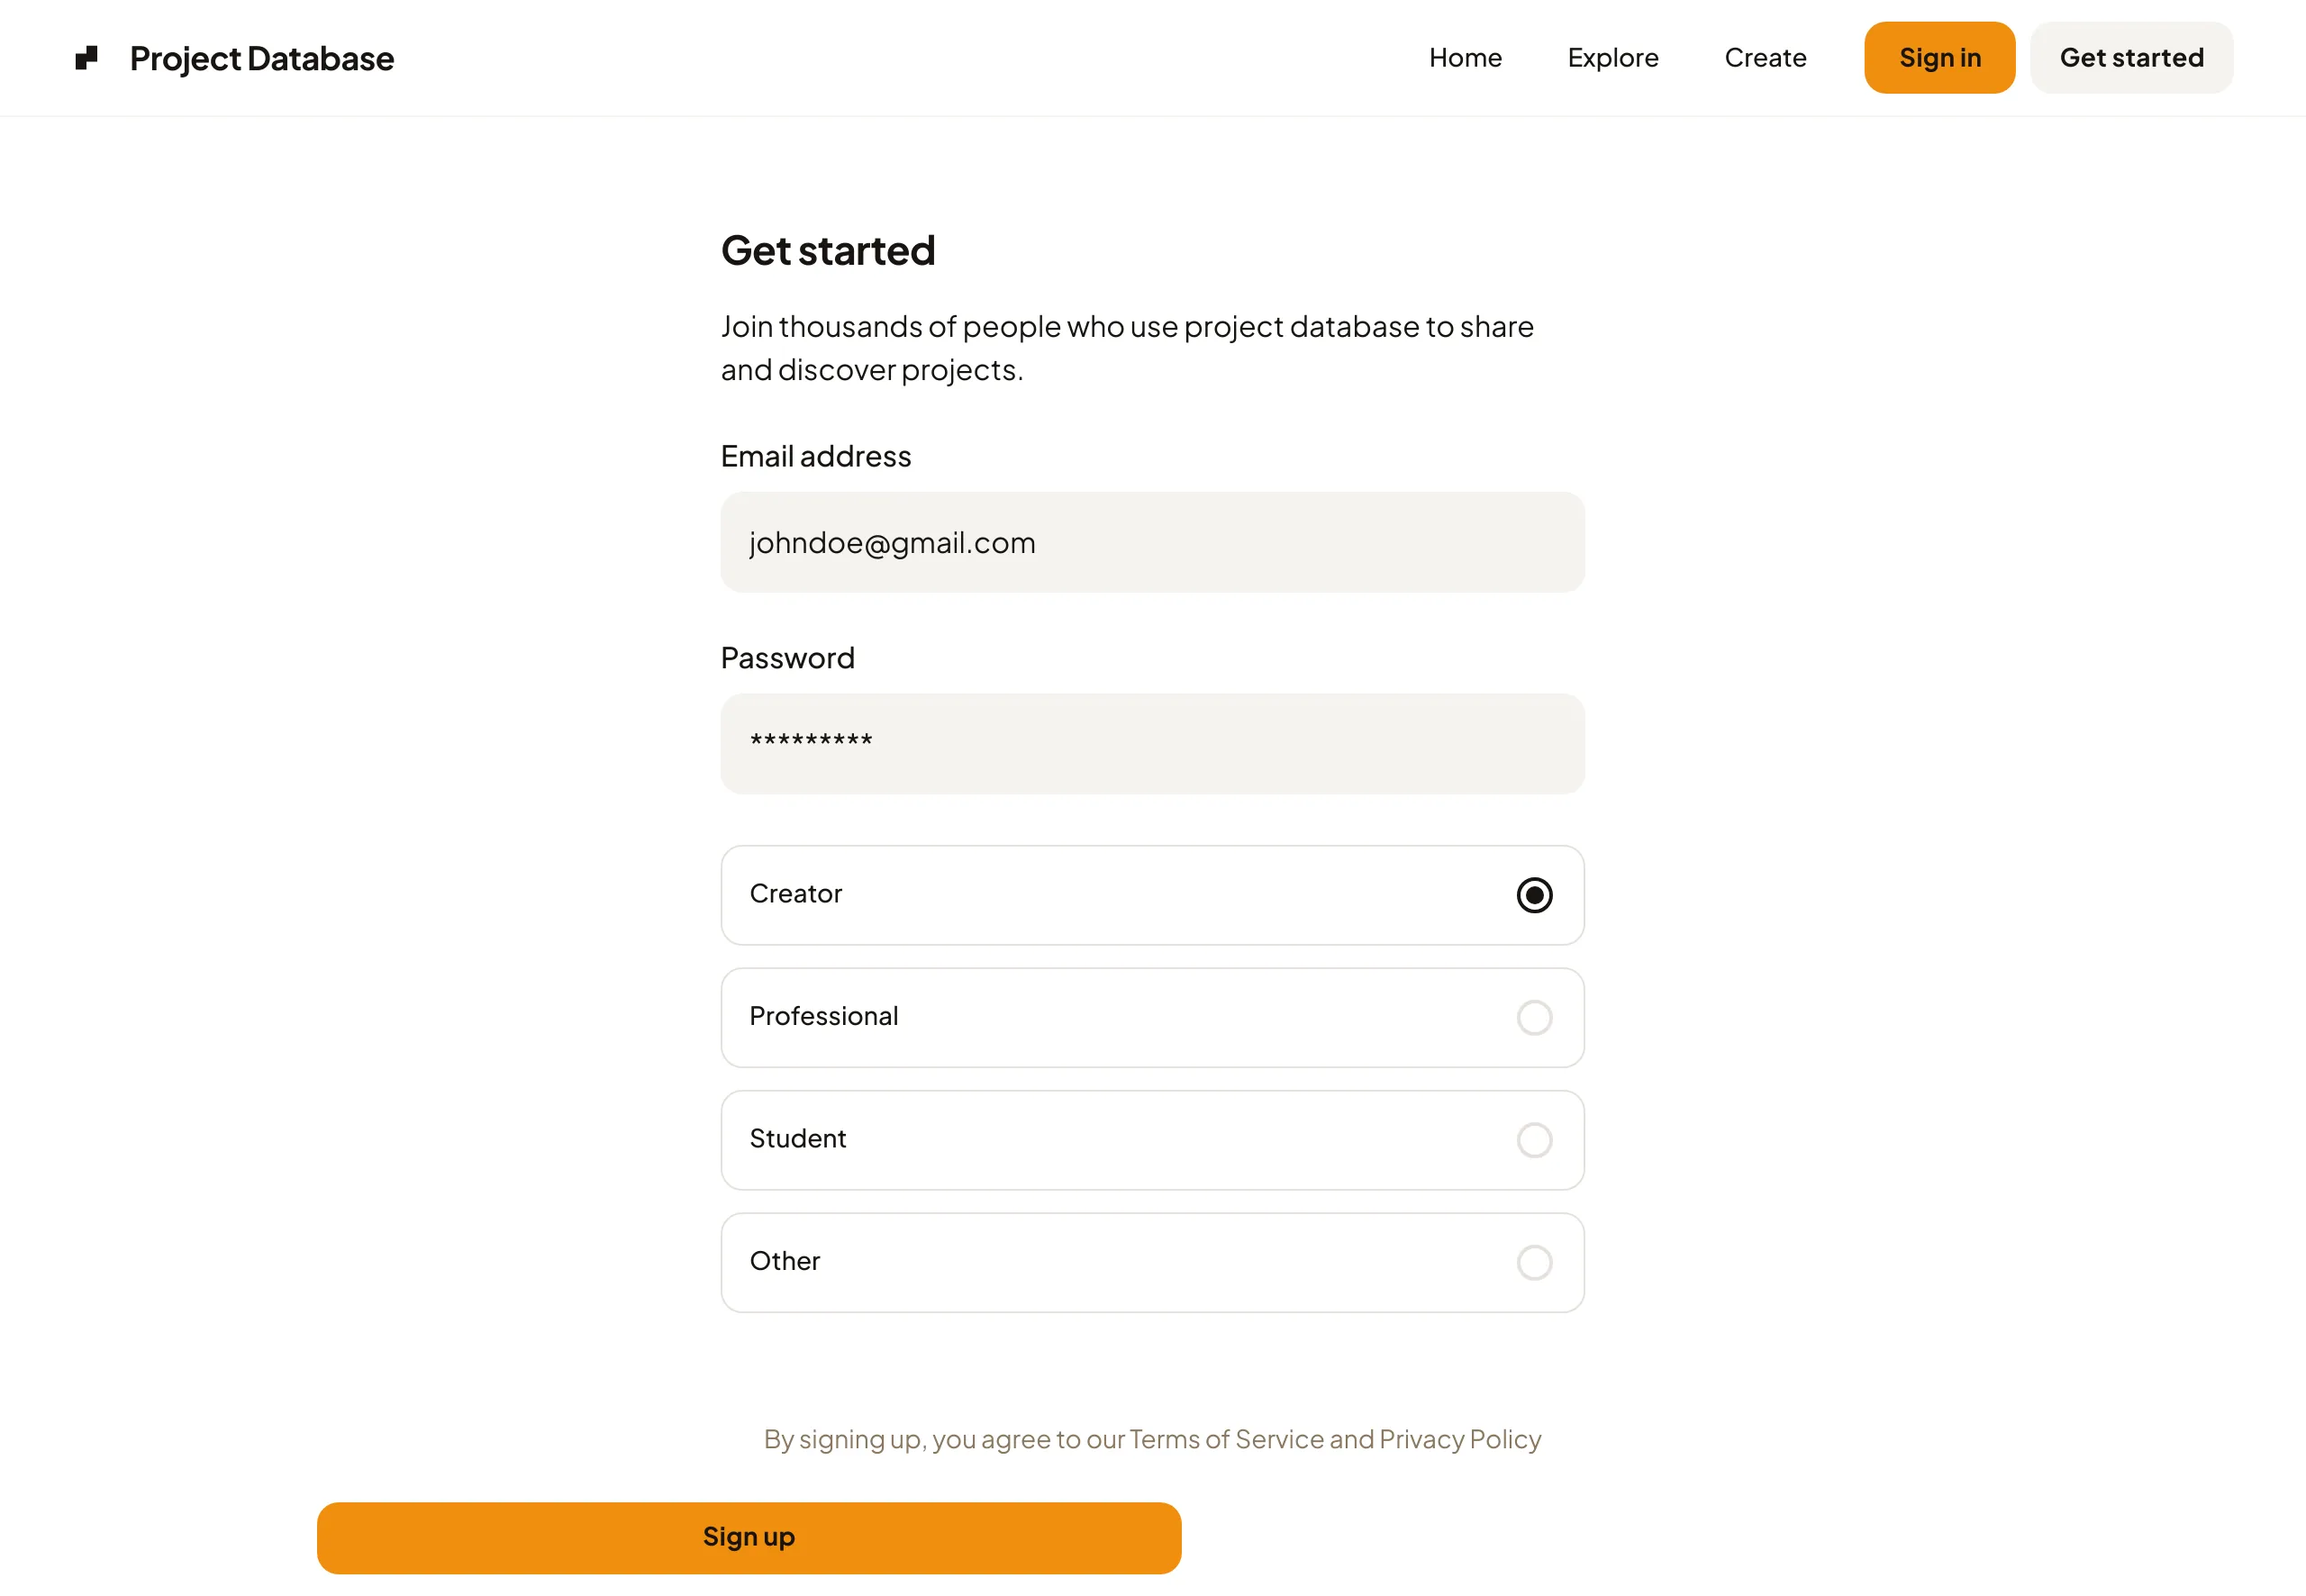 Project Database
Home
Explore
Create
Sign in
Get started
Get started
Join thousands of people who use project database to share
and discover projects.
Email address
johndoe@gmail.com
Password
*********
Creator
Professional
Student
Other
By signing up, you agree to our Terms of Service and Privacy Policy
Sign up